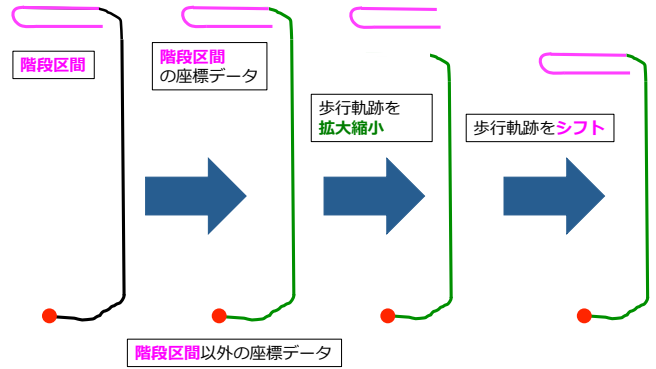 階段区間
階段区間
の座標データ
歩行軌跡を
拡大縮小
歩行軌跡をシフト
階段区間以外の座標データ